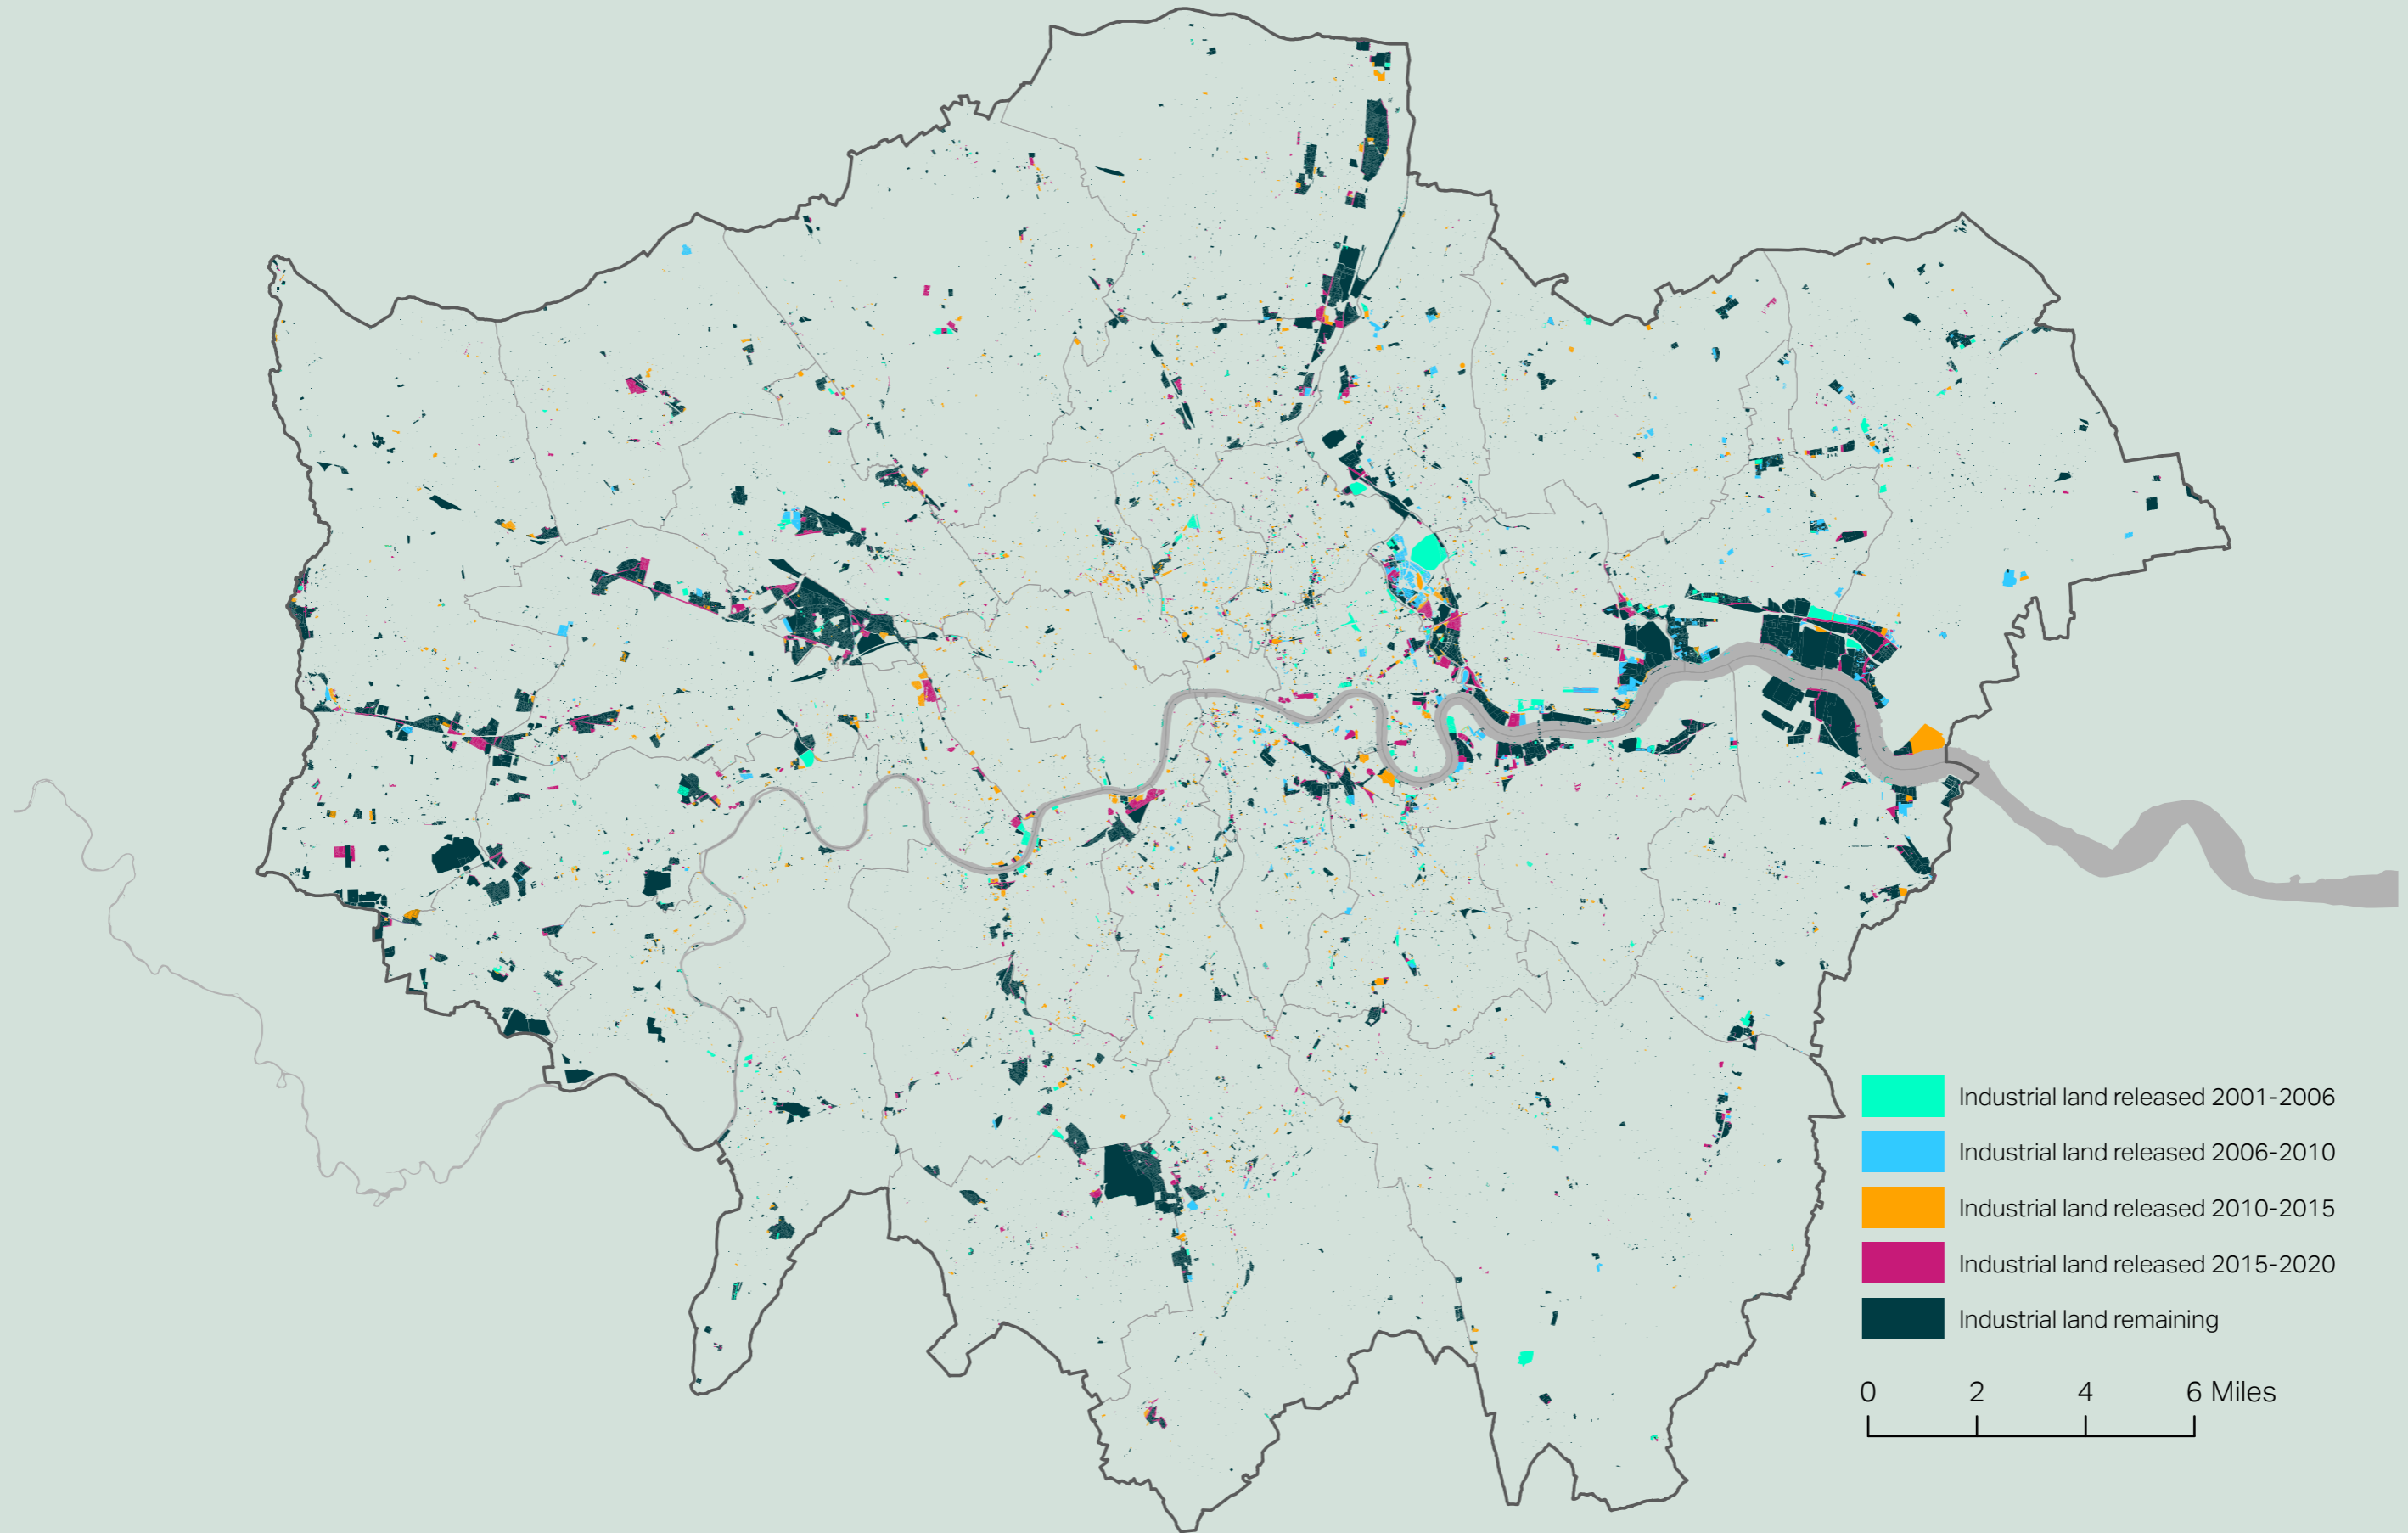 Industrial land released 2001-2006
Industrial land released 2006-2010
Industrial land released 2010-2015
Industrial land released 2015-2020
Industrial land remaining
0 2 4 6 Miles